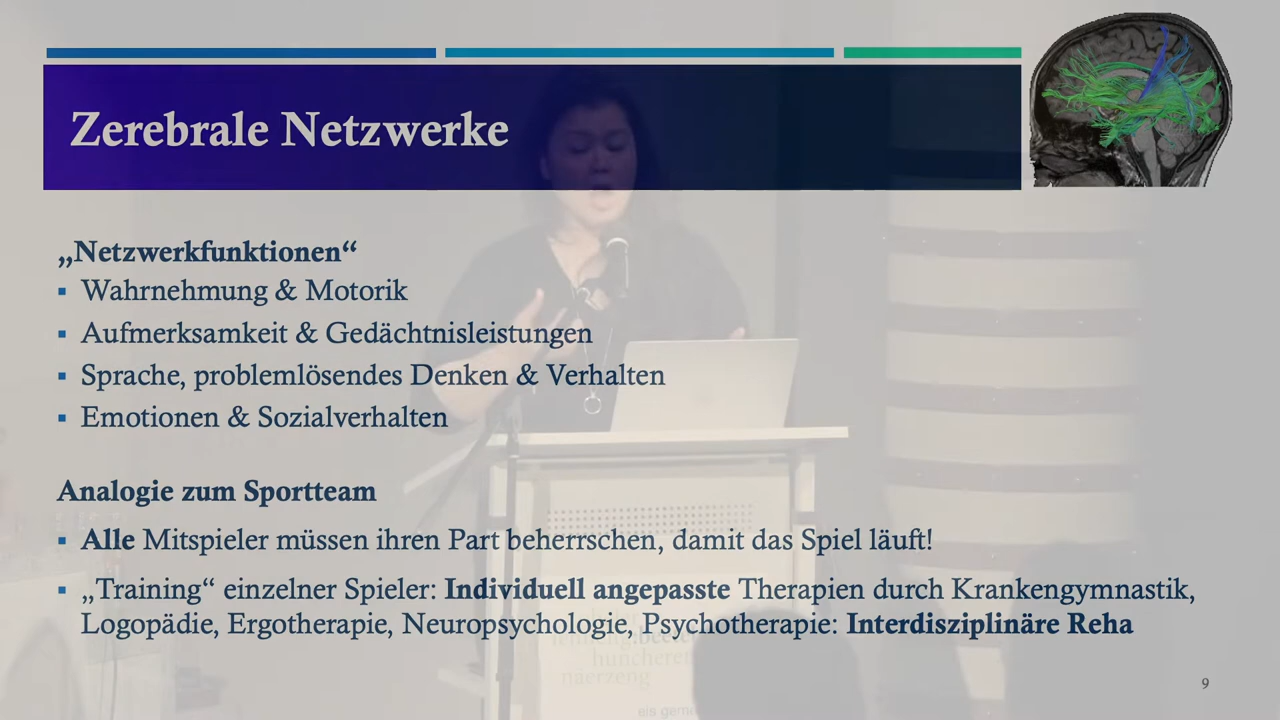 Zerebrale Netzwerke
„Netzwerkfunktionen“
▪ Wahrnehmung & Motorik
▪ Aufmerksamkeit & Gedächtnisleistungen
▪ Sprache, problemlösendes Denken & Verhalten
▪ Emotionen & Sozialverhalten
Analogie zum Sportteam
▪ Alle Mitspieler müssen ihren Part beherrschen, damit das Spiel läuft!
▪ „Training“ einzelner Spieler: Individuell angepasste Therapien durch Krankengymnastik,
Logopädie, Ergotherapie, Neuropsychologie, Psychotherapie: Interdisziplinäre Reha
naerzeng
9